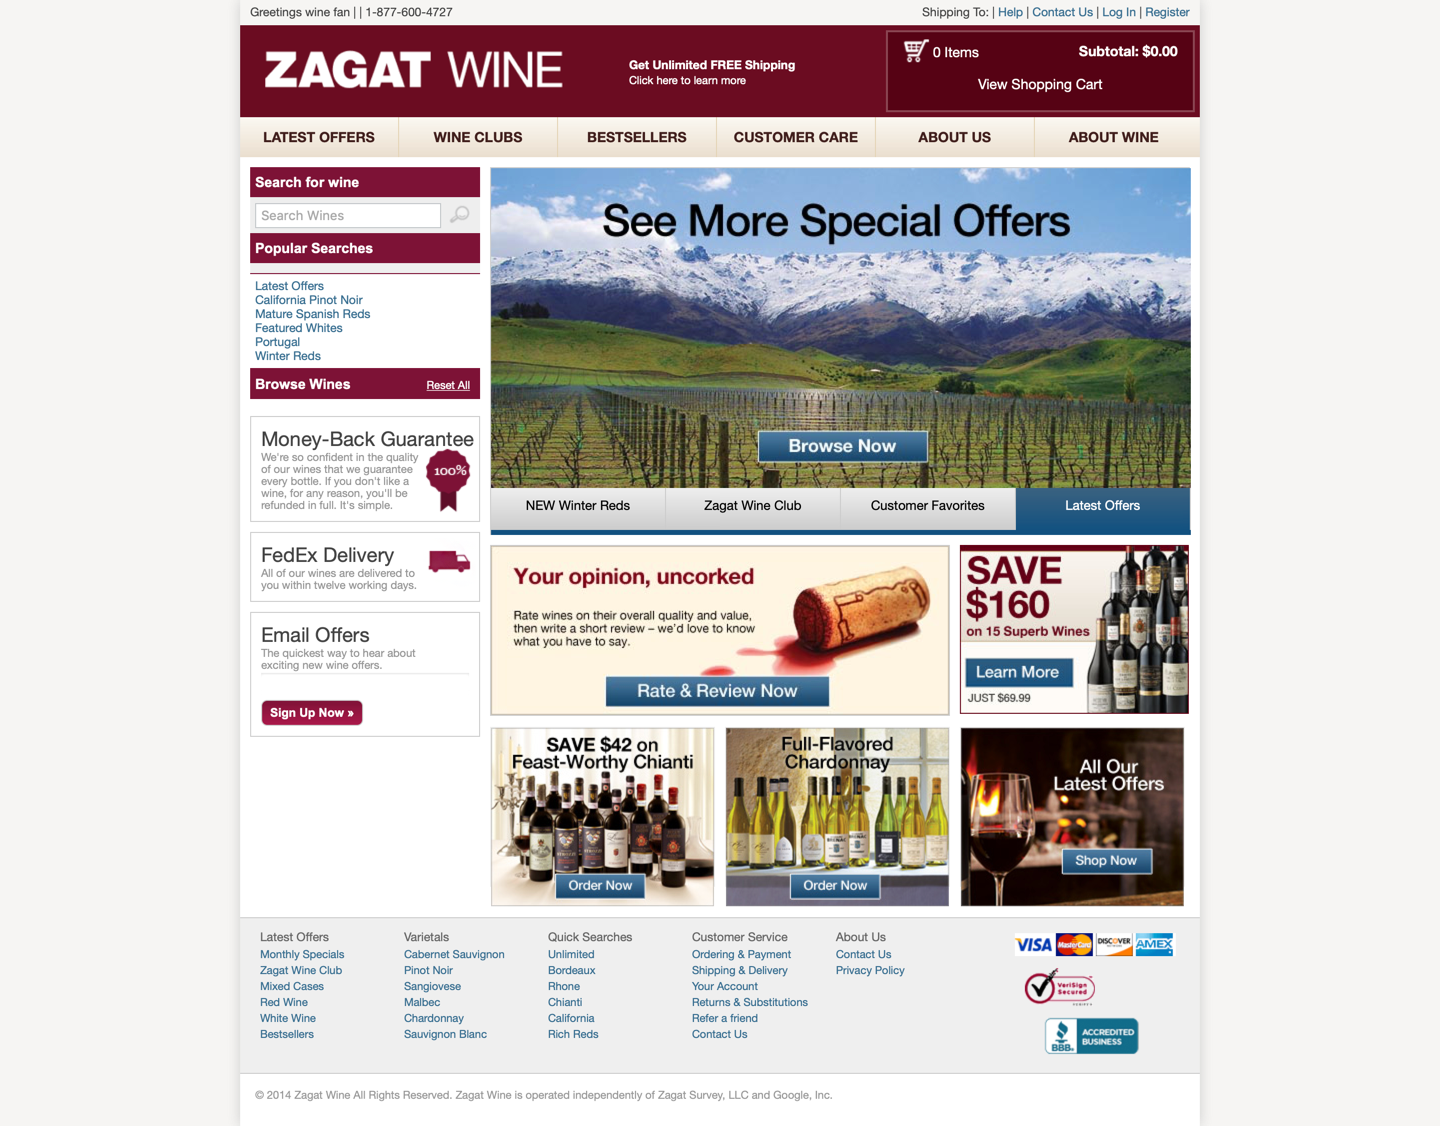 Greetings wine fan | | 1-877-600-4727
Shipping To: | Help | Contact Us | Log In | Register
ZAGAT WINE
Get Unlimited FREE Shipping
Click here to learn more
0 Items
Subtotal: $0.00
View Shopping Cart
LATEST OFFERS
WINE CLUBS
BESTSELLERS
CUSTOMER CARE
ABOUT US
ABOUT WINE
Search for wine
Search Wines
Popular Searches
Latest Offers
California Pinot Noir
Mature Spanish Reds
Featured Whites
Portugal
Winter Reds
Browse Wines
Reset All
Money-Back Guarantee
We're so confident in the quality
of our wines that we guarantee
every bottle. If you don't like a
wine, for any reason, you'll be
refunded in full. It's simple.
100%
FedEx Delivery
All of our wines are delivered to
you within twelve working days.
Email Offers
The quickest way to hear about
exciting new wine offers.
Sign Up Now »
See More Special Offers
Browse Now
NEW Winter Reds
Zagat Wine Club
Customer Favorites
Latest Offers
Your opinion, uncorked
Rate wines on their overall quality and value,
then write a short review – we'd love to know
what you have to say.
Rate & Review Now
SAVE
$160
on 15 Superb Wines
Learn More
JUST $69.99
SAVE $42 on
Feast-Worthy Chianti
Order Now
Full-Flavored
Chardonnay
Order Now
All Our
Latest Offers
Shop Now
Latest Offers
Monthly Specials
Zagat Wine Club
Mixed Cases
Red Wine
White Wine
Bestsellers
Varietals
Cabernet Sauvignon
Pinot Noir
Sangiovese
Malbec
Chardonnay
Sauvignon Blanc
Quick Searches
Unlimited
Bordeaux
Rhone
Chianti
California
Rich Reds
Customer Service
Ordering & Payment
Shipping & Delivery
Your Account
Returns & Substitutions
Refer a friend
Contact Us
About Us
Contact Us
Privacy Policy
VISA
MasterCard
DISCOVER
AMEX
VeriSign
Secured
BBB.
ACCREDITED
BUSINESS
© 2014 Zagat Wine All Rights Reserved. Zagat Wine is operated independently of Zagat Survey, LLC and Google, Inc.